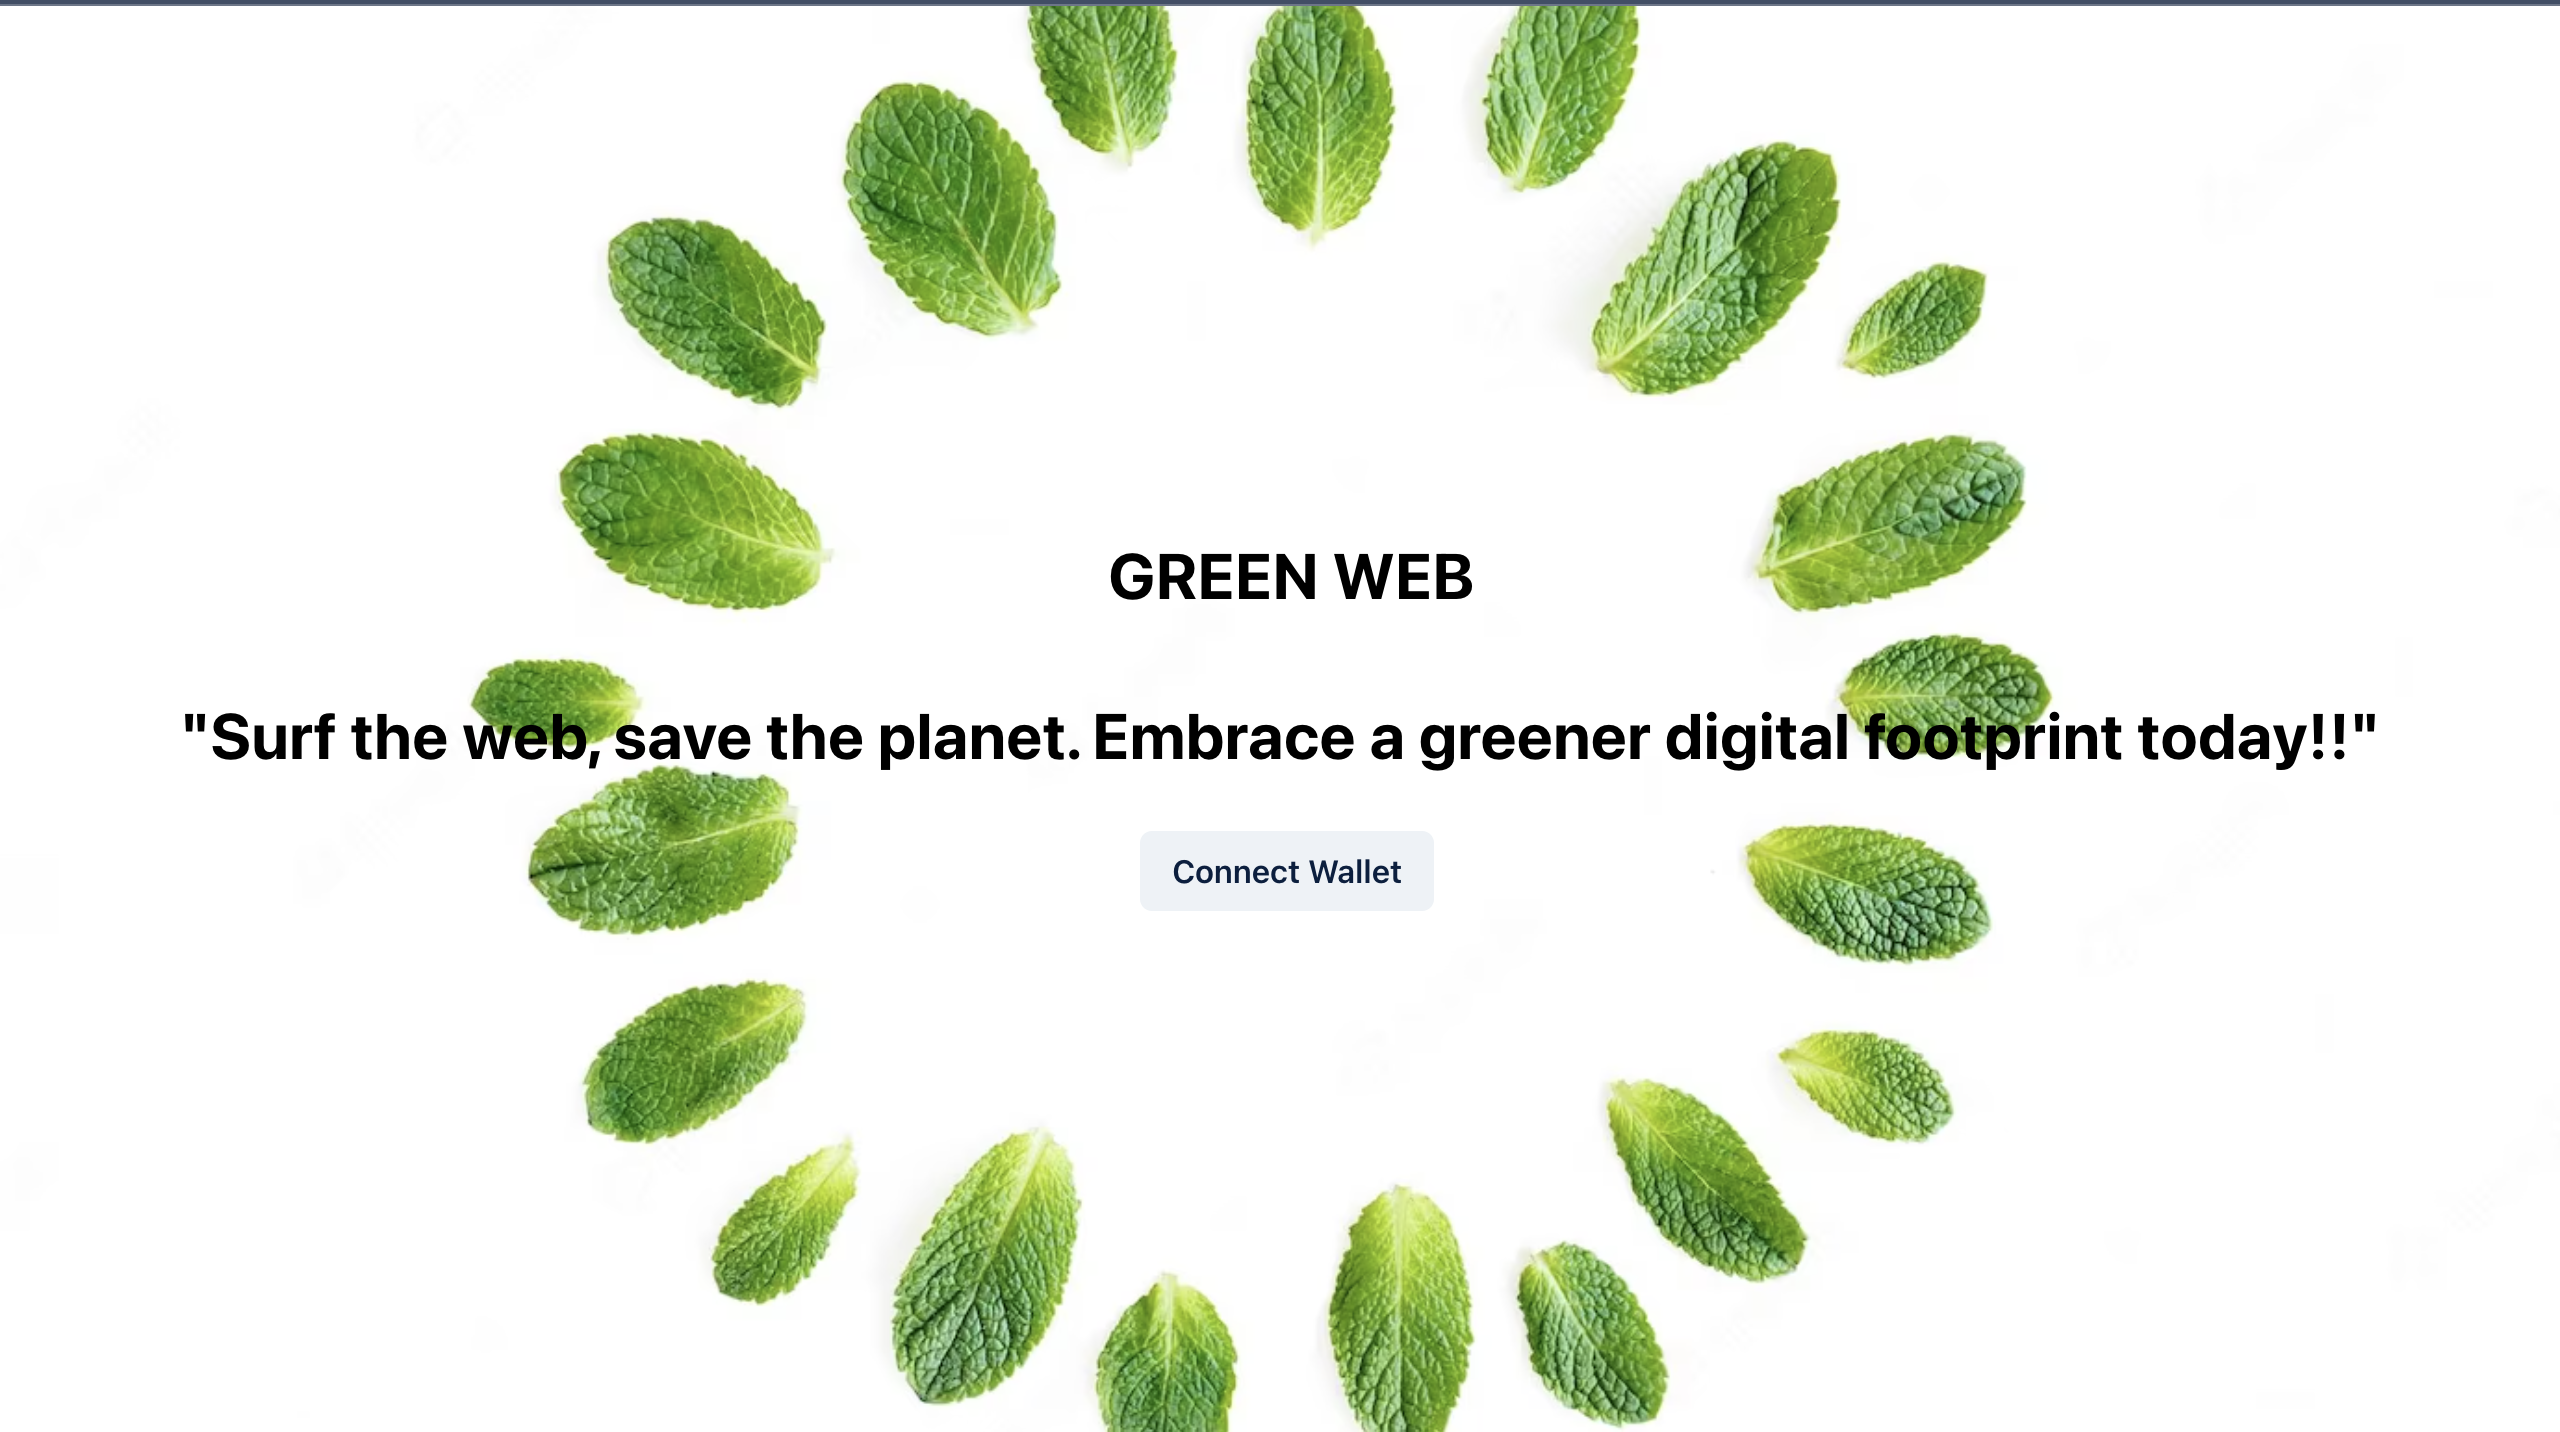 GREEN WEB
"Surf the web, save the planet. Embrace a greener digital footprint today!!"
Connect Wallet